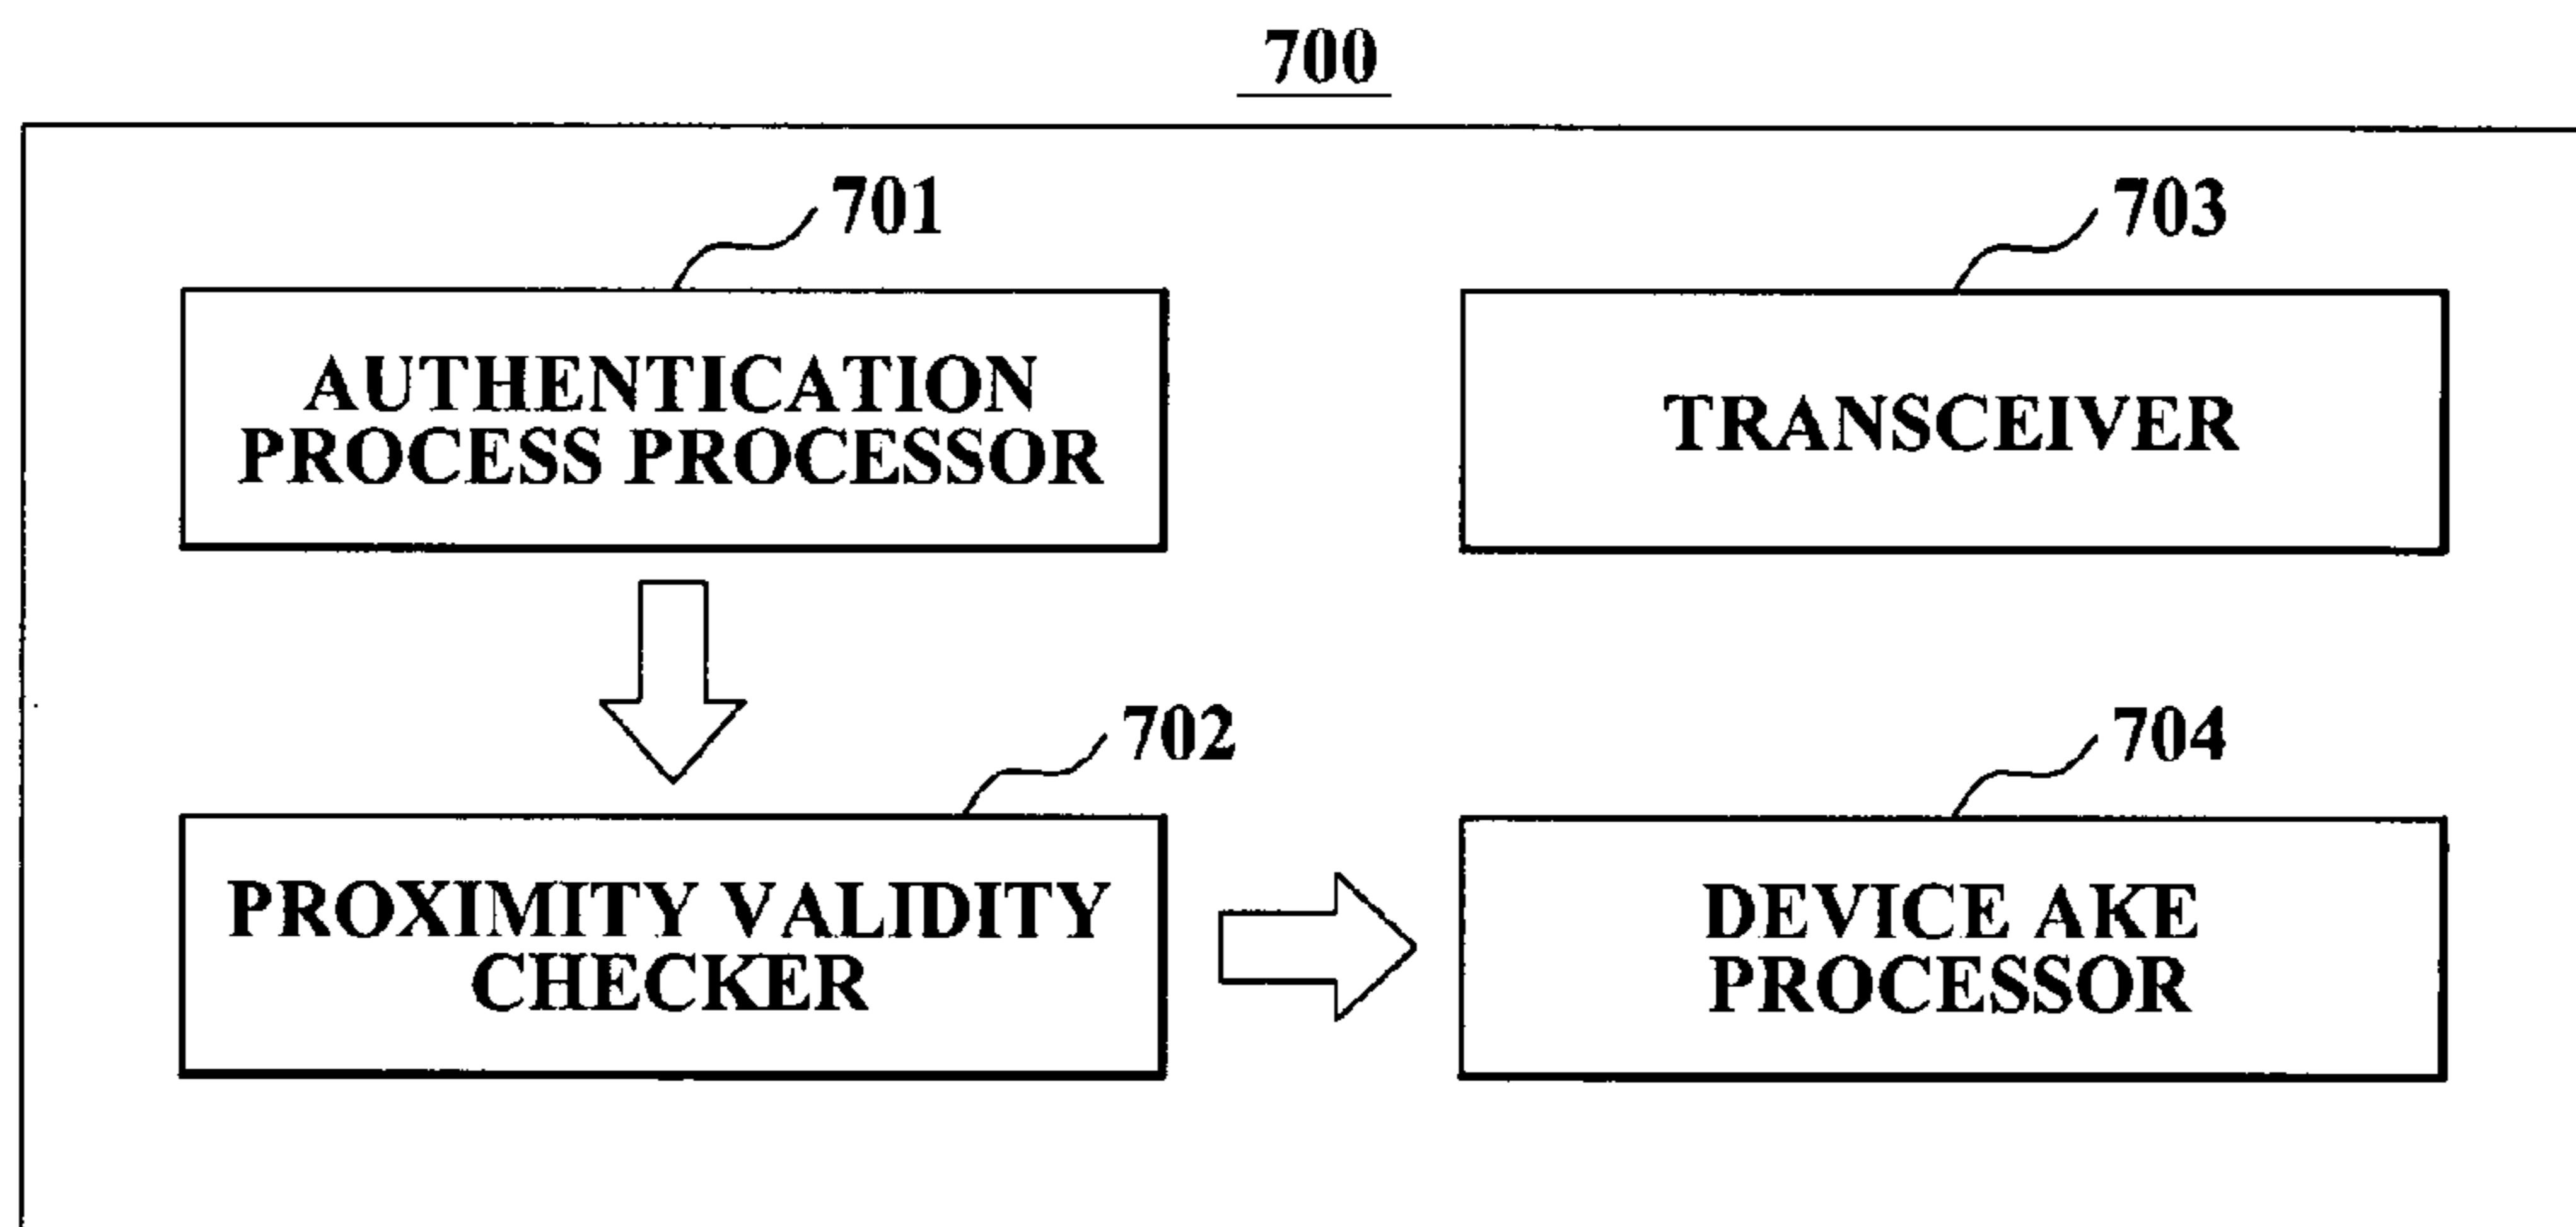 700
701
703
AUTHENTICATION
PROCESS PROCESSOR
TRANSCEIVER
702
704
PROXIMITY VALIDITY
CHECKER
DEVICE AKE
PROCESSOR